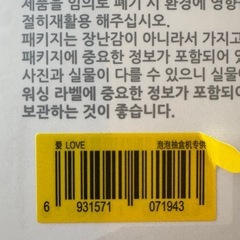 제품을 임의로 폐기 시 환경에 영향
절히재활용 해주십시오.
패키지는 장난감이 아니라서 가지고
패키지에 중요한 정보가 포함되어 있
사진과 실물이 다를 수 있으니 실물
워싱 라벨에 중요한 정보가 포함되
보관하는 것이 좋습니다.
爱 LOVE 泡泡抽盒机专供
6 931571 071943